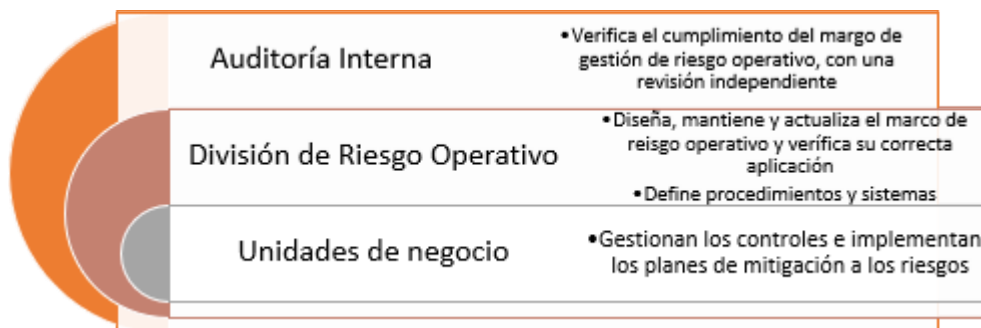 Auditoría Interna
•Verifica el cumplimiento del margo de
gestión de riesgo operativo, con una
revisión independiente
División de Riesgo Operativo
•Diseña, mantiene y actualiza el marco de
reisgo operativo y verífica su correcta
aplicación
•Define procedimientos y sistemas
Unidades de negocio
•Gestionan los controles e implementan
los planes de mitigación a los riesgos